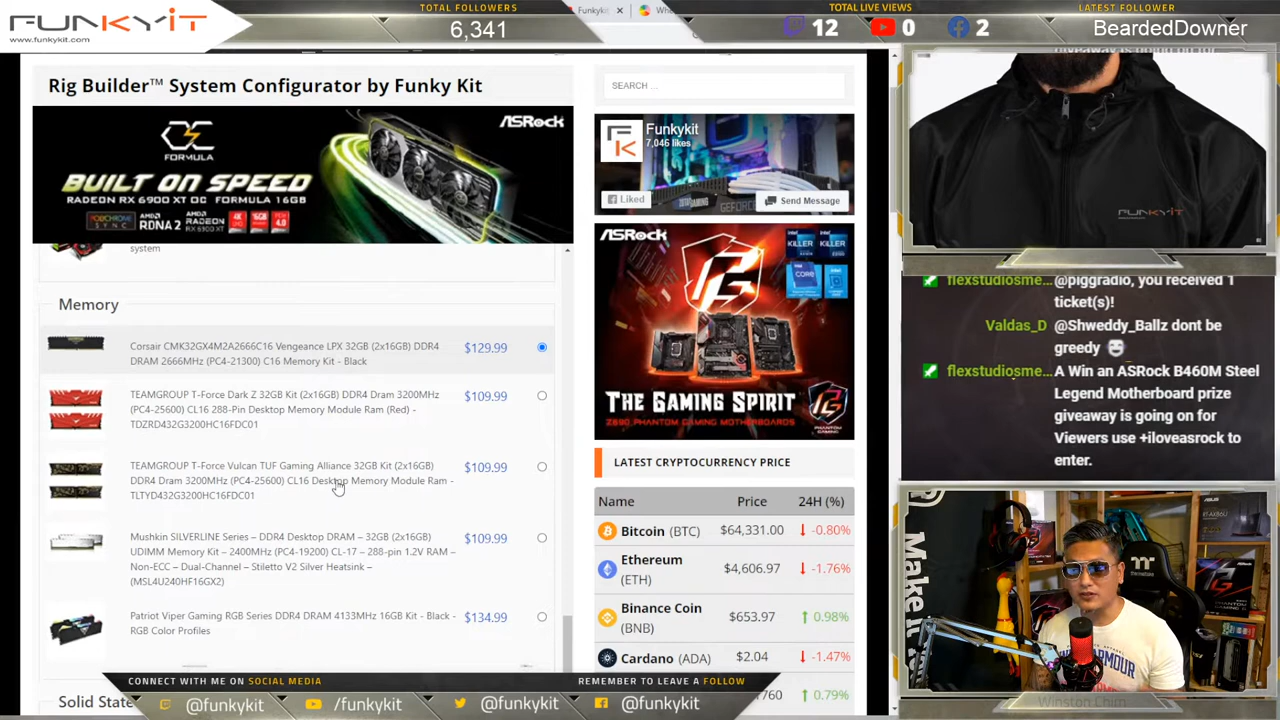 FUNKYIT
www.funkykit.com
TOTAL FOLLOWERS
6,341
TOTAL LIVE VIEWS
12
0
2
LATEST FOLLOWER
BeardedDowner
Rig Builder™ System Configurator by Funky Kit
ASRock
OC
FORMULA
BUILT ON SPEED
RADEON RX 6900 XT OC FORMULA 16GB
system
Memory
Corsair CMK32GX4M2A2666C16 Vengeance LPX 32GB (2x16GB) DDR4
DRAM 2666MHz (PC4-21300) C16 Memory Kit - Black
$129.99
TEAMGROUP T-Force Dark Z 32GB Kit (2x16GB) DDR4 Dram 3200MHz
(PC4-25600) CL16 288-Pin Desktop Memory Module Ram (Red) -
TDZRD432G3200HC16FDC01
$109.99
TEAMGROUP T-Force Vulcan TUF Gaming Alliance 32GB Kit (2x16GB)
DDR4 Dram 3200MHz (PC4-25600) CL16 Desktop Memory Module Ram -
TLTYD432G3200HC16FDC01
$109.99
Mushkin SILVERLINE Series – DDR4 Desktop DRAM – 32GB (2x16GB)
UDIMM Memory Kit – 2400MHz (PC4-19200) CL-17 – 288-pin 1.2V RAM –
Non-ECC – Dual-Channel – Stiletto V2 Silver Heatsink –
(MSL4U240HF16GX2)
$109.99
Patriot Viper Gaming RGB Series DDR4 DRAM 4133MHz 16GB Kit - Black -
RGB Color Profiles
$134.99
Solid State
SEARCH ...
Funkykit
7,046 likes
Liked
Send Message
ASRock
THE GAMING SPIRIT
Z690 PHANTOM GAMING MOTHERBOARDS
LATEST CRYPTOCURRENCY PRICE
Name Price 24H (%)
Bitcoin (BTC) $64,331.00 -0.80%
Ethereum
(ETH)
$4,606.97 -1.76%
Binance Coin
(BNB)
$653.97 0.98%
Cardano (ADA) $2.04 -1.47%
0.79%
FUNKYIT
flexstudiosme... @piggradio, you received 1
ticket(s)!
Valdas_D @Shweddy_Ballz dont be
greedy
flexstudiosme... A Win an ASRock B460M Steel
Legend Motherboard prize
giveaway is going on for
Viewers use +iloveasrock to
enter.
CONNECT WITH ME ON SOCIAL MEDIA
REMEMBER TO LEAVE A FOLLOW
@funkykit
/funkykit
@funkykit
@funkykit
Winston Chim